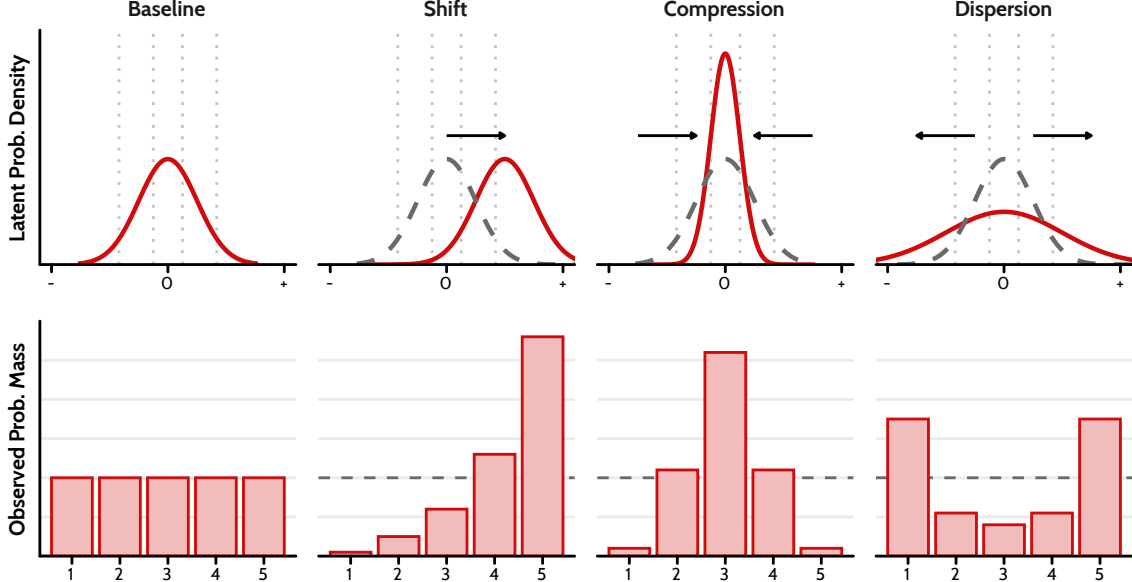 Baseline
Shift
Compression
Dispersion
Latent Prob. Density
- 0 +
- 0 +
- 0 +
- 0 +
Observed Prob. Mass
1 2 3 4 5
1 2 3 4 5
1 2 3 4 5
1 2 3 4 5